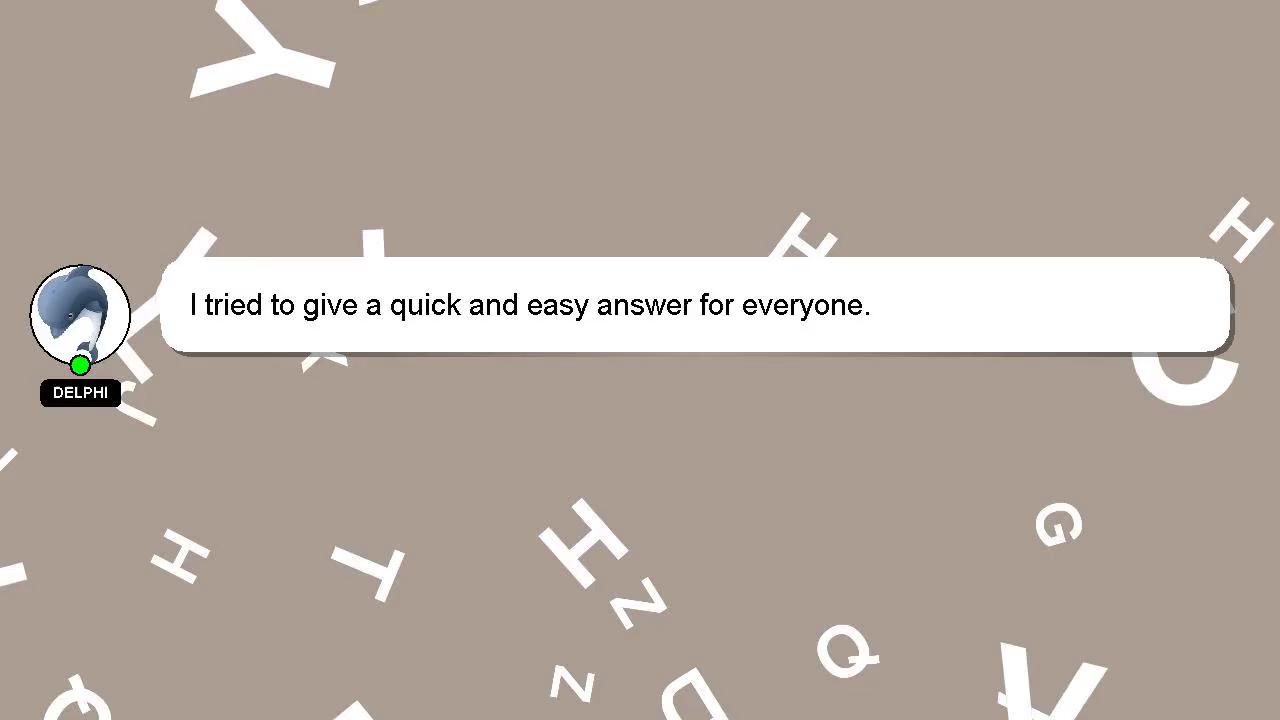 I tried to give a quick and easy answer for everyone.
DELPHI
Y
H
H
C
H
T
H
Z
G
Z
Q